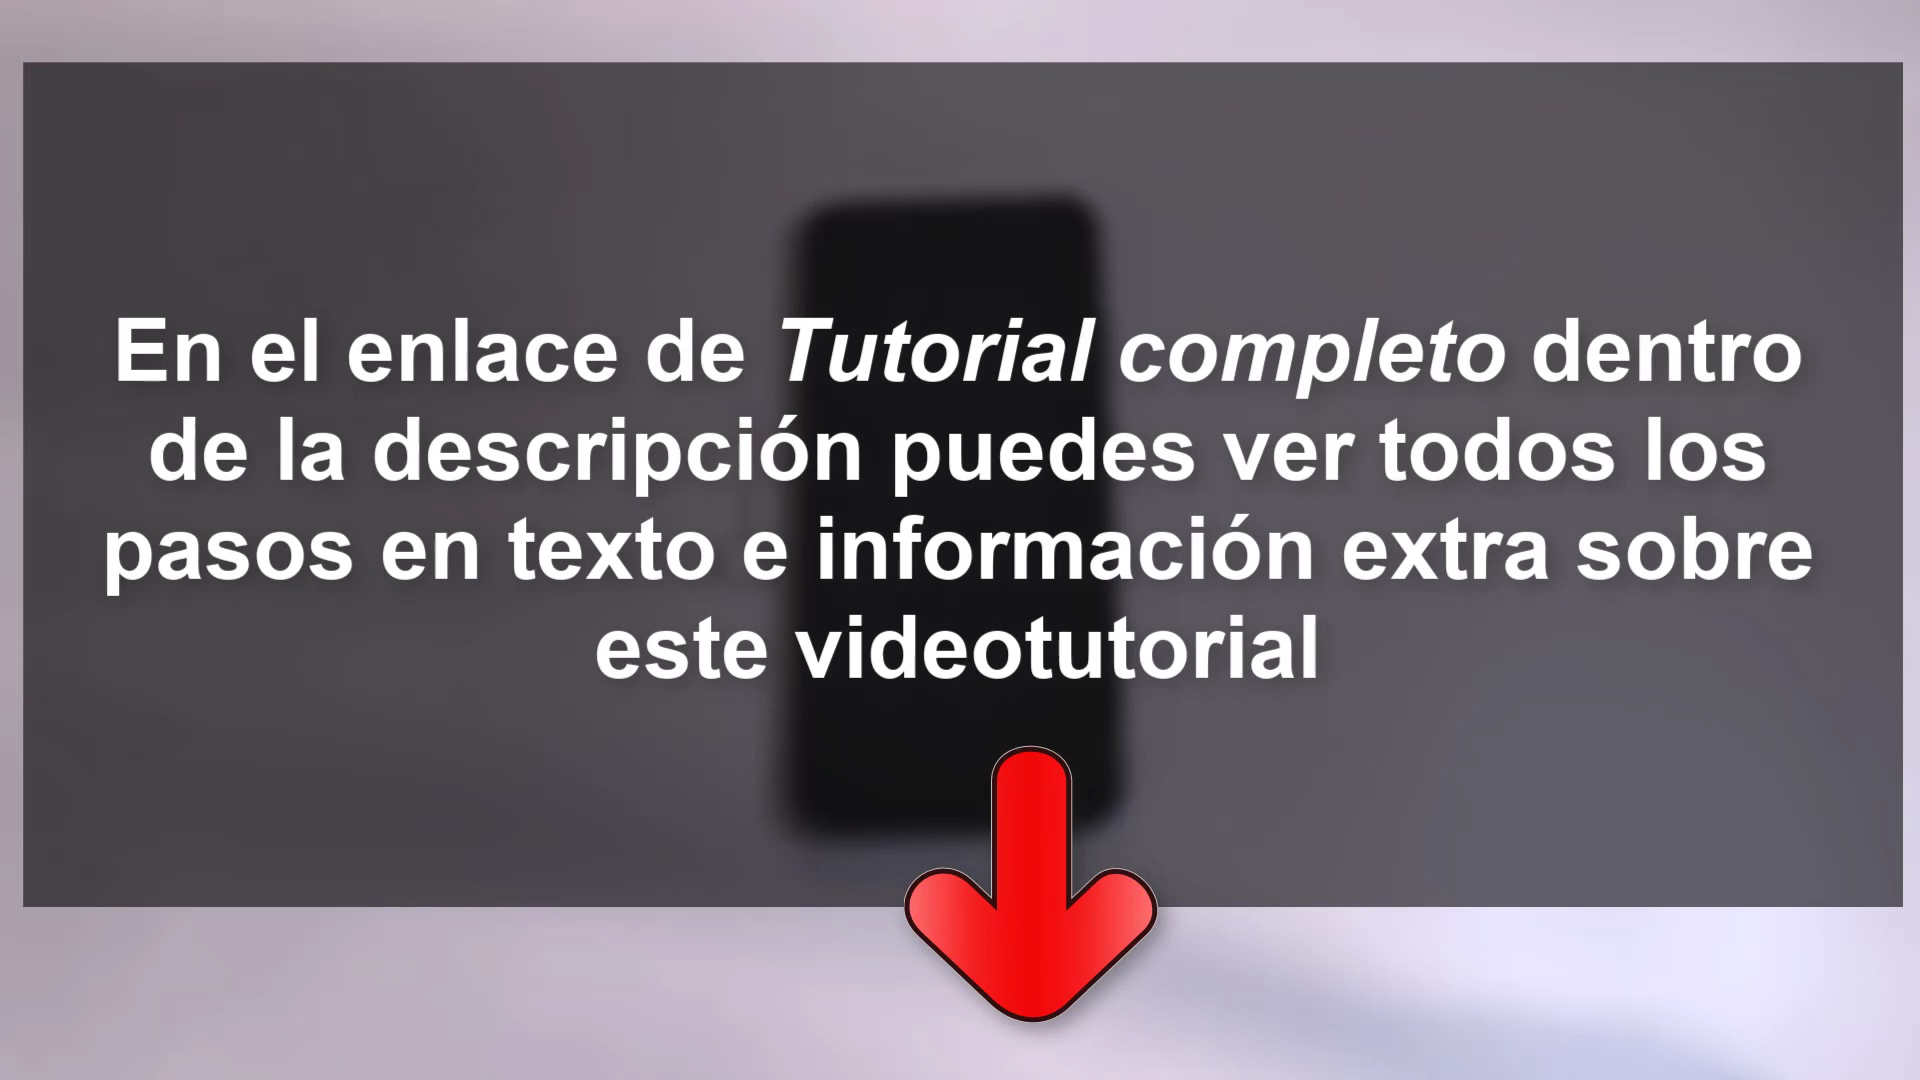 En el enlace de Tutorial completo dentro
de la descripción puedes ver todos los
pasos en texto e información extra sobre
este videotutorial